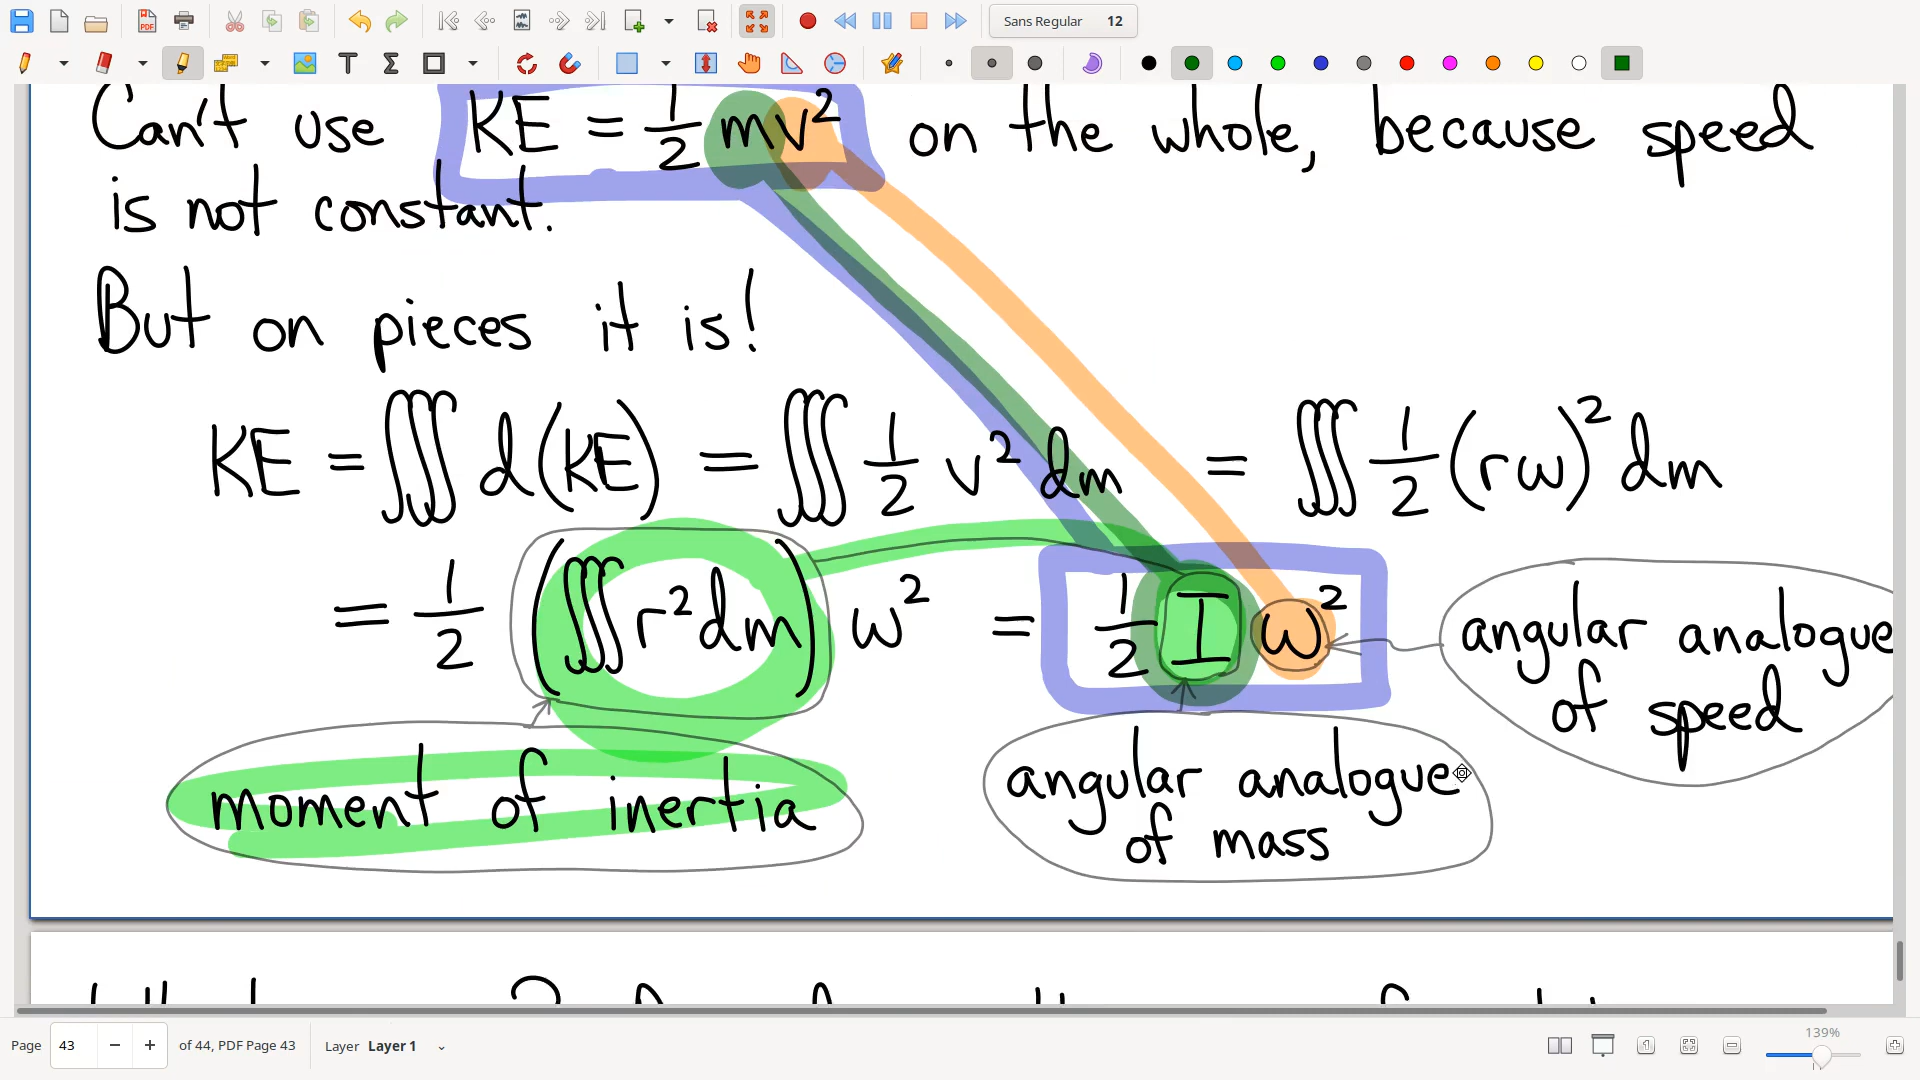 Sans Regular 12
Can't use KE = 1/2 mv² on the whole, because speed
is not constant.
But on pieces it is!
KE = ∭ d(KE) = ∭ 1/2 v² dm = ∭ 1/2 (rω)² dm
= 1/2 (∭ r² dm) ω² = 1/2 I ω²
angular analogue
of speed
moment of inertia
angular analogue
of mass
Page 43 of 44, PDF Page 43 Layer Layer 1 139%